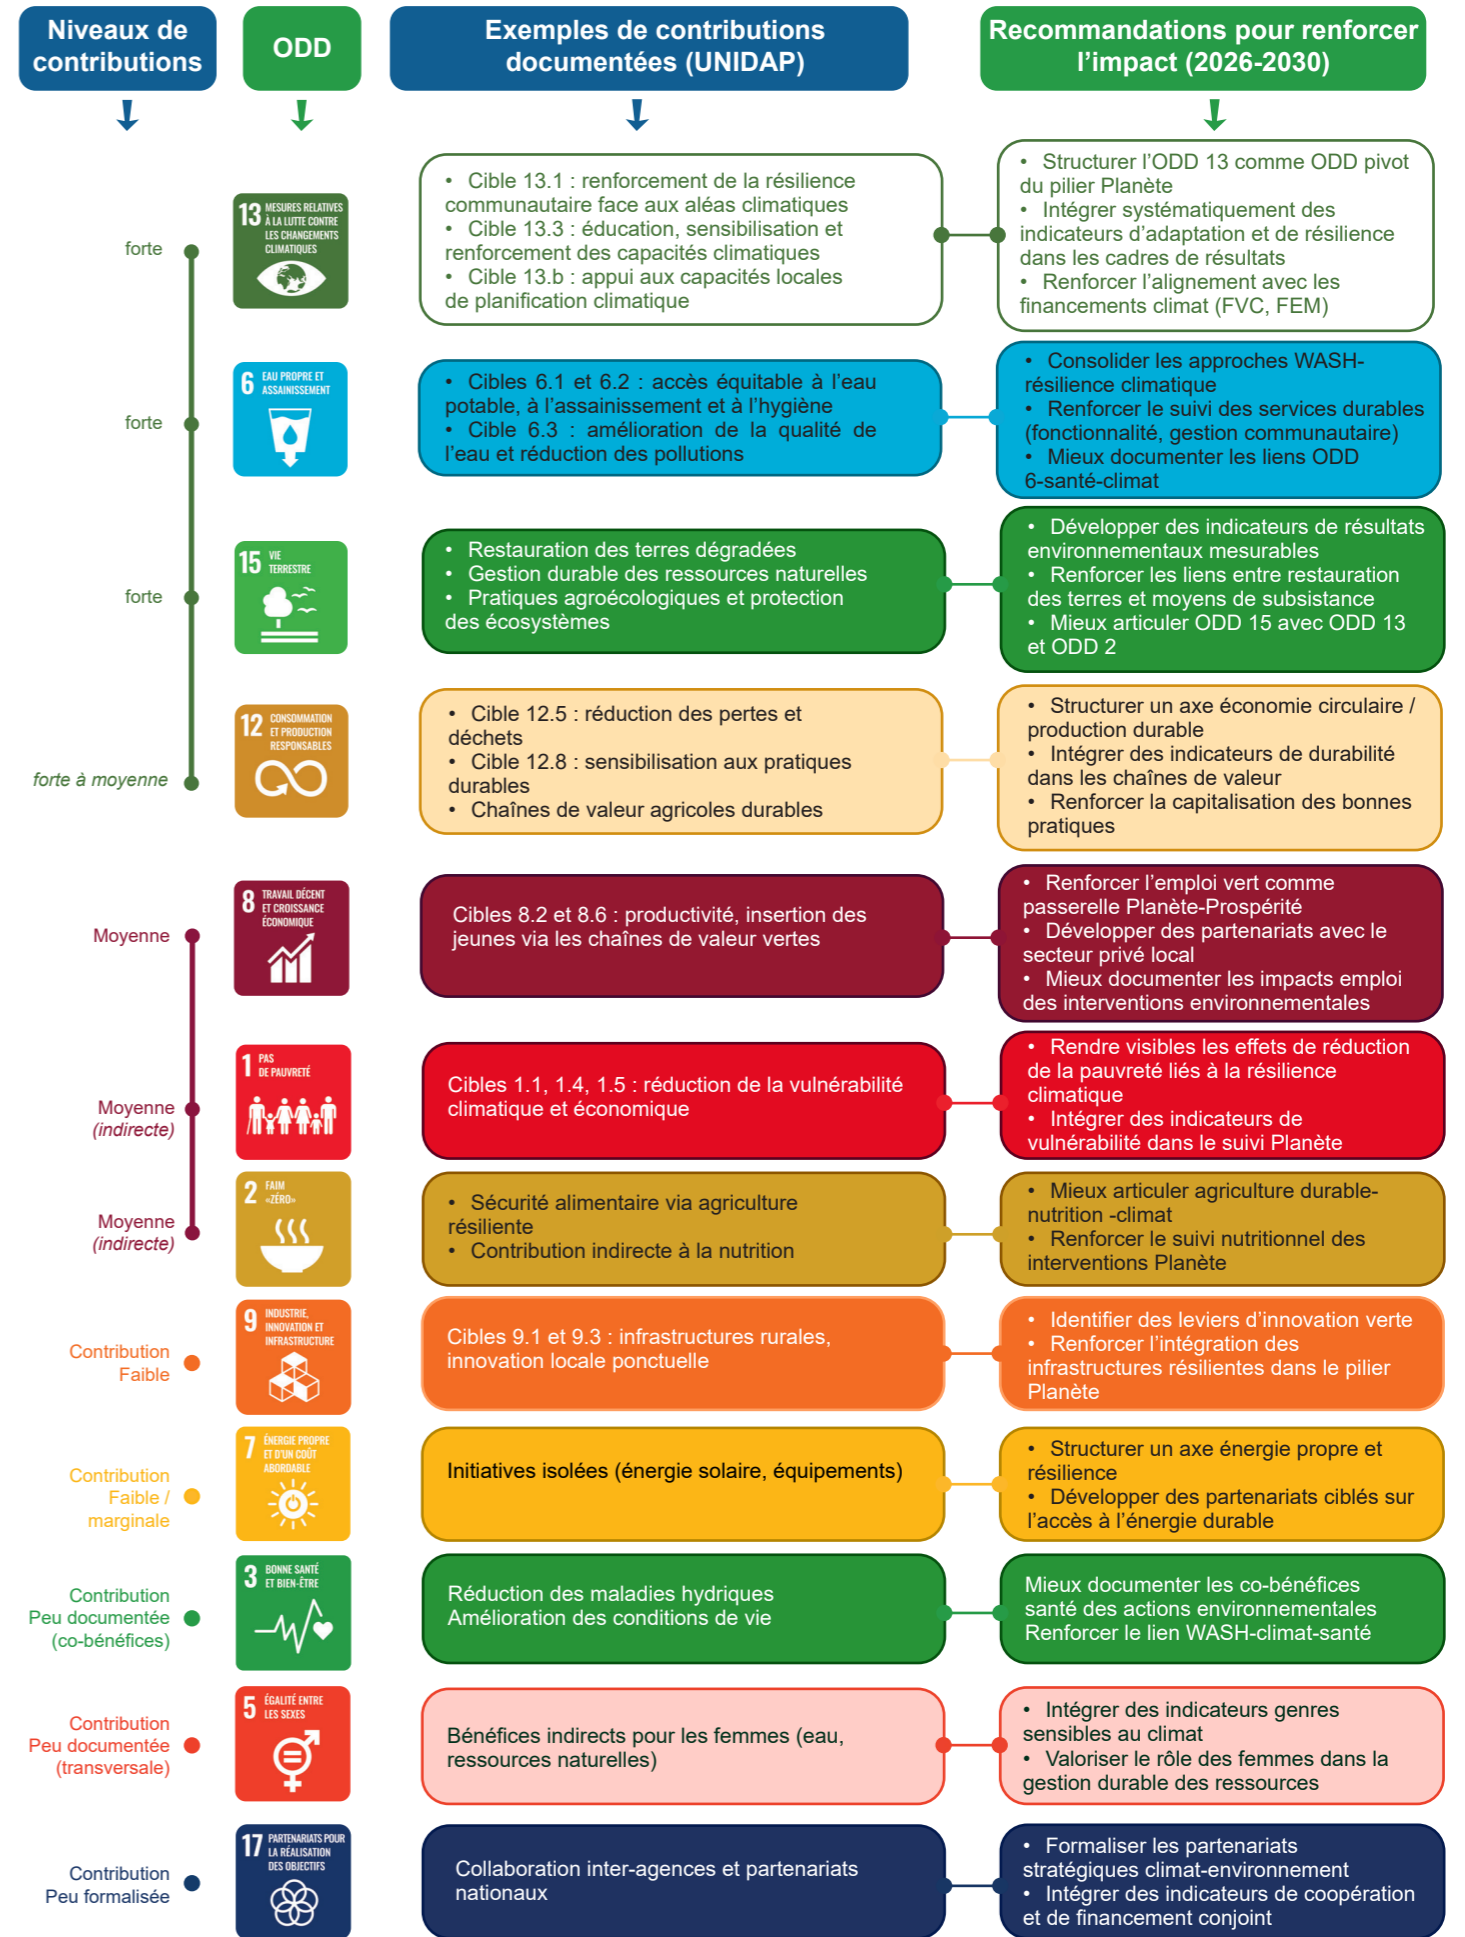 Niveaux de
contributions
ODD
Exemples de contributions
documentées (UNIDAP)
Recommandations pour renforcer
l’impact (2026-2030)
forte
13 MESURES RELATIVES
À LA LUTTE CONTRE
LES CHANGEMENTS
CLIMATIQUES
• Cible 13.1 : renforcement de la résilience
communautaire face aux aléas climatiques
• Cible 13.3 : éducation, sensibilisation et
renforcement des capacités climatiques
• Cible 13.b : appui aux capacités locales
de planification climatique
• Structurer l’ODD 13 comme ODD pivot
du pilier Planète
• Intégrer systématiquement des
indicateurs d’adaptation et de résilience
dans les cadres de résultats
• Renforcer l’alignement avec les
financements climat (FVC, FEM)
forte
6 EAU PROPRE ET
ASSAINISSEMENT
• Cibles 6.1 et 6.2 : accès équitable à l’eau
potable, à l’assainissement et à l’hygiène
• Cible 6.3 : amélioration de la qualité de
l’eau et réduction des pollutions
• Consolider les approches WASH-
résilience climatique
• Renforcer le suivi des services durables
(fonctionnalité, gestion communautaire)
• Mieux documenter les liens ODD
6-santé-climat
forte
15 VIE
TERRESTRE
• Restauration des terres dégradées
• Gestion durable des ressources naturelles
• Pratiques agroécologiques et protection
des écosystèmes
• Développer des indicateurs de résultats
environnementaux mesurables
• Renforcer les liens entre restauration
des terres et moyens de subsistance
• Mieux articuler ODD 15 avec ODD 13
et ODD 2
forte à moyenne
12 CONSOMMATION
ET PRODUCTION
RESPONSABLES
• Cible 12.5 : réduction des pertes et
déchets
• Cible 12.8 : sensibilisation aux pratiques
durables
• Chaînes de valeur agricoles durables
• Structurer un axe économie circulaire /
production durable
• Intégrer des indicateurs de durabilité
dans les chaînes de valeur
• Renforcer la capitalisation des bonnes
pratiques
Moyenne
8 TRAVAIL DÉCENT
ET CROISSANCE
ÉCONOMIQUE
Cibles 8.2 et 8.6 : productivité, insertion des
jeunes via les chaînes de valeur vertes
• Renforcer l’emploi vert comme
passerelle Planète-Prospérité
• Développer des partenariats avec le
secteur privé local
• Mieux documenter les impacts emploi
des interventions environnementales
Moyenne
(indirecte)
1 PAS
DE PAUVRETÉ
Cibles 1.1, 1.4, 1.5 : réduction de la vulnérabilité
climatique et économique
• Rendre visibles les effets de réduction
de la pauvreté liés à la résilience
climatique
• Intégrer des indicateurs de
vulnérabilité dans le suivi Planète
Moyenne
(indirecte)
2 FAIM
«ZÉRO»
• Sécurité alimentaire via agriculture
résiliente
• Contribution indirecte à la nutrition
• Mieux articuler agriculture durable-
nutrition -climat
• Renforcer le suivi nutritionnel des
interventions Planète
Contribution
Faible
9 INDUSTRIE,
INNOVATION ET
INFRASTRUCTURE
Cibles 9.1 et 9.3 : infrastructures rurales,
innovation locale ponctuelle
• Identifier des leviers d’innovation verte
• Renforcer l’intégration des
infrastructures résilientes dans le pilier
Planète
Contribution
Faible /
marginale
7 ÉNERGIE PROPRE
ET D'UN COÛT
ABORDABLE
Initiatives isolées (énergie solaire, équipements)
• Structurer un axe énergie propre et
résilience
• Développer des partenariats ciblés sur
l’accès à l’énergie durable
Contribution
Peu documentée
(co-bénéfices)
3 BONNE SANTÉ
ET BIEN-ÊTRE
Réduction des maladies hydriques
Amélioration des conditions de vie
Mieux documenter les co-bénéfices
santé des actions environnementales
Renforcer le lien WASH-climat-santé
Contribution
Peu documentée
(transversale)
5 ÉGALITÉ ENTRE
LES SEXES
Bénéfices indirects pour les femmes (eau,
ressources naturelles)
• Intégrer des indicateurs genres
sensibles au climat
• Valoriser le rôle des femmes dans la
gestion durable des ressources
Contribution
Peu formalisée
17 PARTENARIATS POUR
LA RÉALISATION
DES OBJECTIFS
Collaboration inter-agences et partenariats
nationaux
• Formaliser les partenariats
stratégiques climat-environnement
• Intégrer des indicateurs de coopération
et de financement conjoint